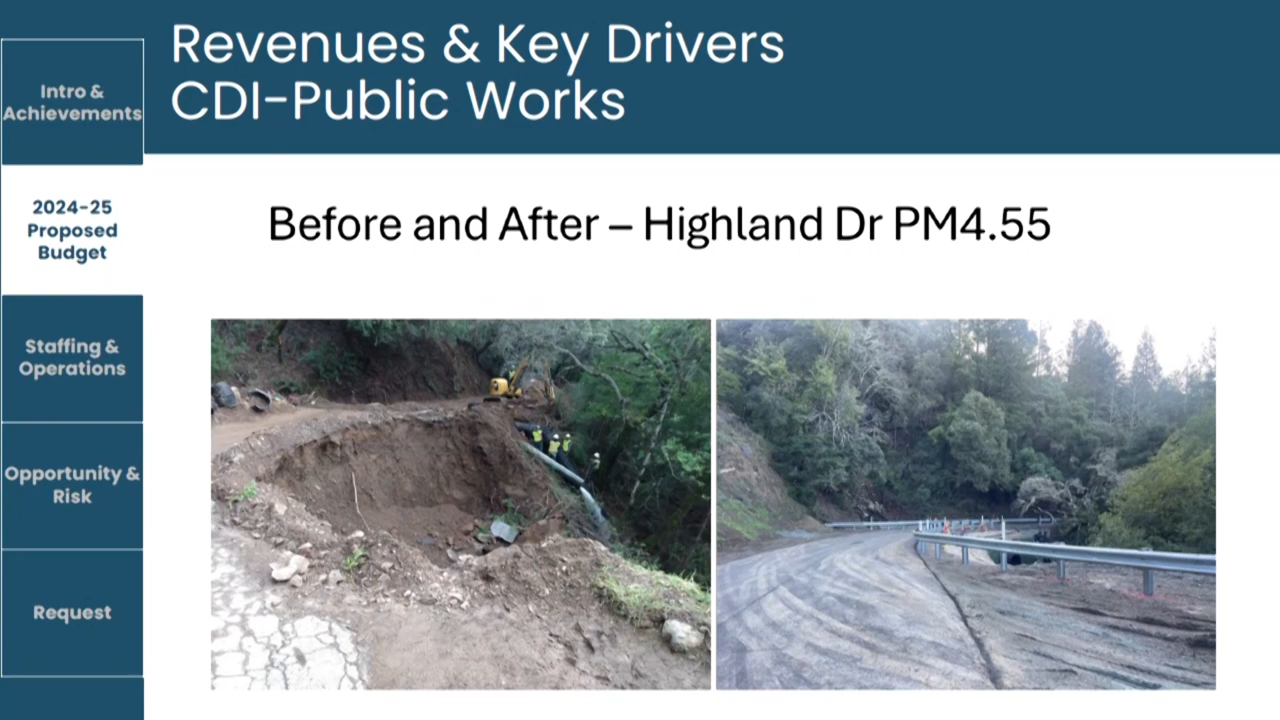 Revenues & Key Drivers
CDI-Public Works
Intro &
Achievements
2024-25
Proposed
Budget
Staffing &
Operations
Opportunity &
Risk
Request
Before and After – Highland Dr PM4.55